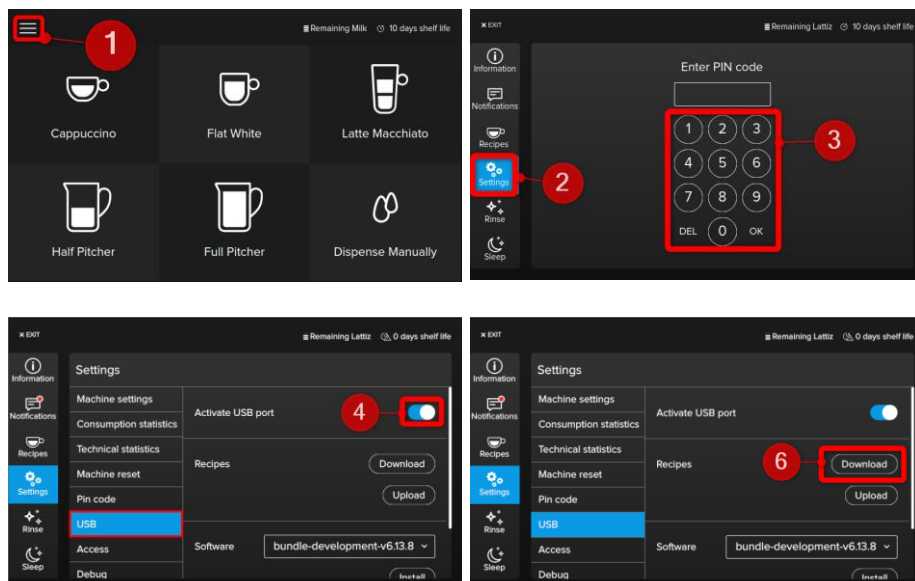 Remaining Milk 10 days shelf life
1
Cappuccino Flat White Latte Macchiato
Half Pitcher Full Pitcher Dispense Manually
× EXIT Remaining Lattiz 10 days shelf life
Information
Notifications
Recipes
Settings
Rinse
Sleep
2
Enter PIN code
1 2 3
4 5 6
7 8 9
DEL 0 OK
3
× EXIT Remaining Lattiz 0 days shelf life
Information
Notifications
Recipes
Settings
Rinse
Sleep
Settings
Machine settings
Consumption statistics
Technical statistics
Machine reset
Pin code
USB
Access
Debug
Activate USB port 4
Recipes Download
Upload
Software bundle-development-v6.13.8
Install
× EXIT Remaining Lattiz 0 days shelf life
Information
Notifications
Recipes
Settings
Rinse
Sleep
Settings
Machine settings
Consumption statistics
Technical statistics
Machine reset
Pin code
USB
Access
Debug
Activate USB port
Recipes 6 Download
Upload
Software bundle-development-v6.13.8
Install